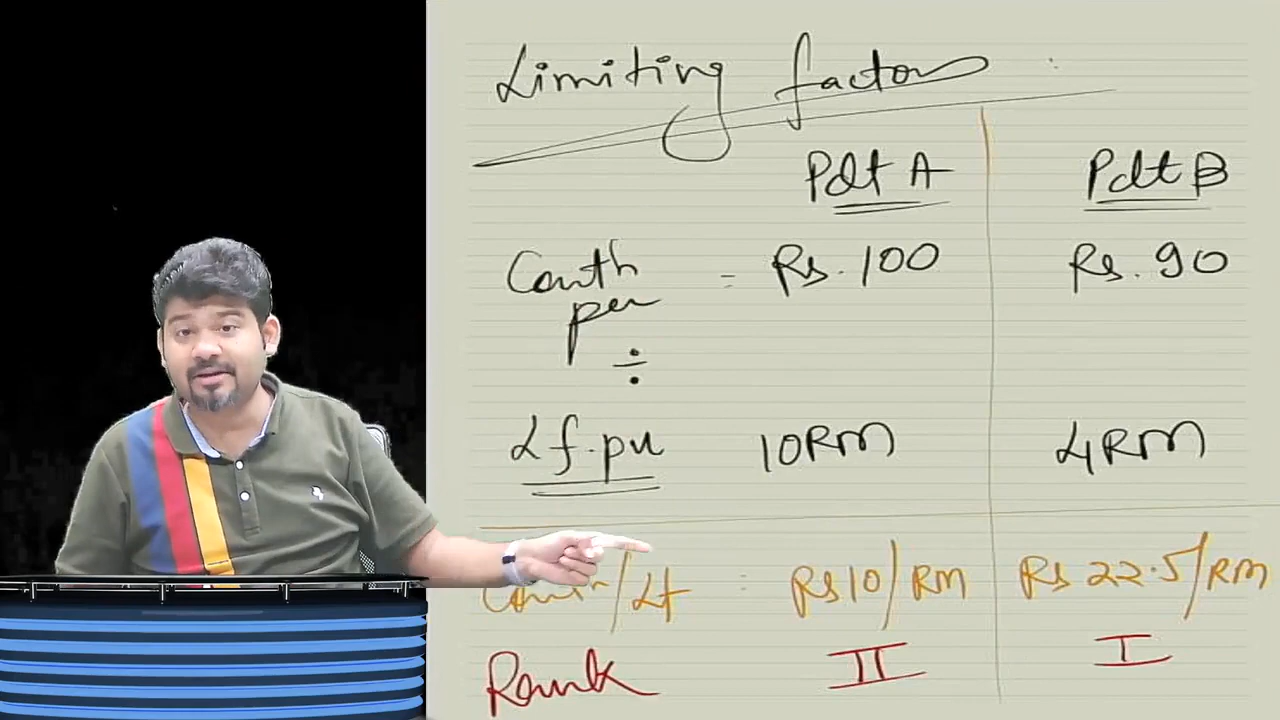 Limiting factor
Pdt A Pdt B
Conth = Rs. 100 Rs. 90
per
÷
Lf. pu 10RM 4RM
Contn/Lf = Rs10/RM Rs 22.5/RM
Rank II I